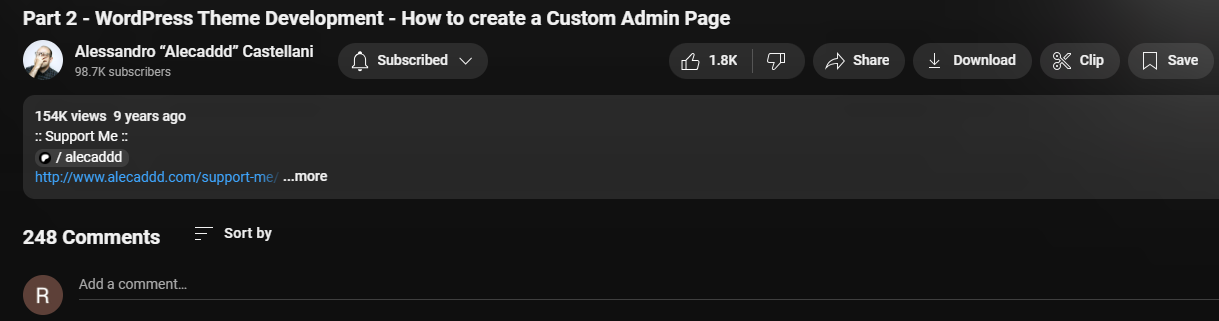 Part 2 - WordPress Theme Development - How to create a Custom Admin Page
Alessandro “Alecaddd” Castellani
98.7K subscribers
Subscribed
1.8K
Share
Download
Clip
Save
154K views 9 years ago
:: Support Me ::
/ alecaddd
http://www.alecaddd.com/support-me/ ...more
248 Comments
Sort by
R
Add a comment...